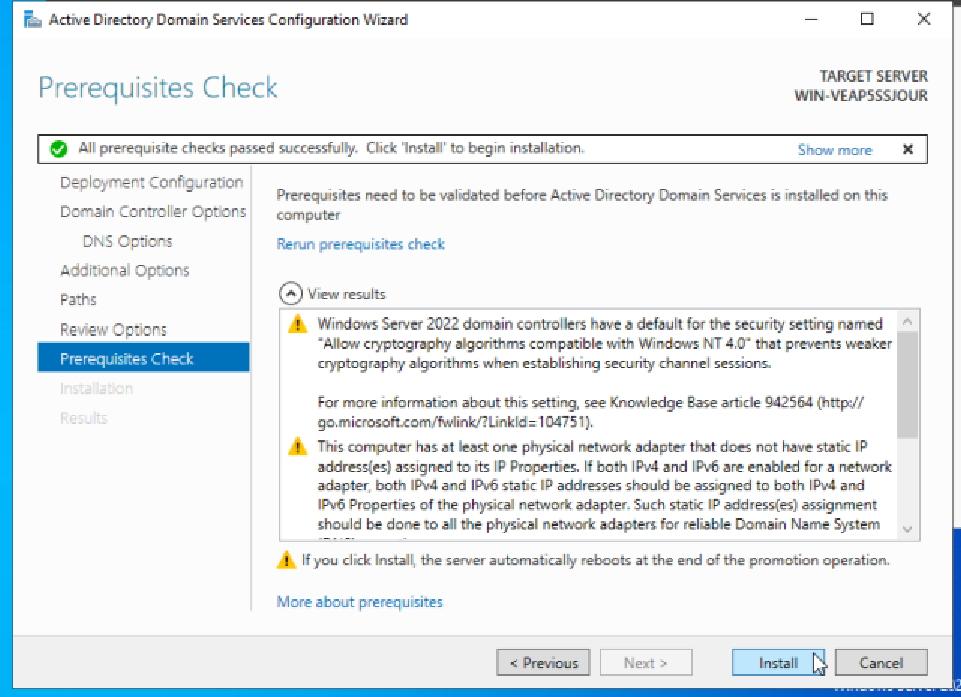 Active Directory Domain Services Configuration Wizard
Prerequisites Check
TARGET SERVER
WIN-VEAP5SSJOUR
All prerequisite checks passed successfully. Click 'Install' to begin installation.
Show more
Deployment Configuration
Domain Controller Options
DNS Options
Additional Options
Paths
Review Options
Prerequisites Check
Installation
Results
Prerequisites need to be validated before Active Directory Domain Services is installed on this
computer
Rerun prerequisites check
View results
Windows Server 2022 domain controllers have a default for the security setting named
"Allow cryptography algorithms compatible with Windows NT 4.0" that prevents weaker
cryptography algorithms when establishing security channel sessions.
For more information about this setting, see Knowledge Base article 942564 (http://
go.microsoft.com/fwlink/?LinkId=104751).
This computer has at least one physical network adapter that does not have static IP
address(es) assigned to its IP Properties. If both IPv4 and IPv6 are enabled for a network
adapter, both IPv4 and IPv6 static IP addresses should be assigned to both IPv4 and
IPv6 Properties of the physical network adapter. Such static IP address(es) assignment
should be done to all the physical network adapters for reliable Domain Name System
If you click Install, the server automatically reboots at the end of the promotion operation.
More about prerequisites
< Previous
Next >
Install
Cancel